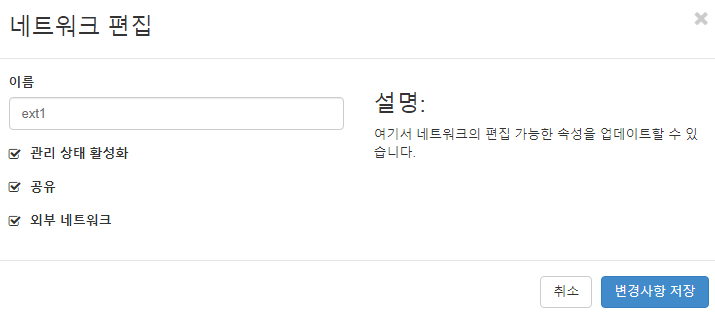 네트워크 편집
×
이름
ext1
관리 상태 활성화
공유
외부 네트워크
설명:
여기서 네트워크의 편집 가능한 속성을 업데이트할 수 있
습니다.
취소
변경사항 저장